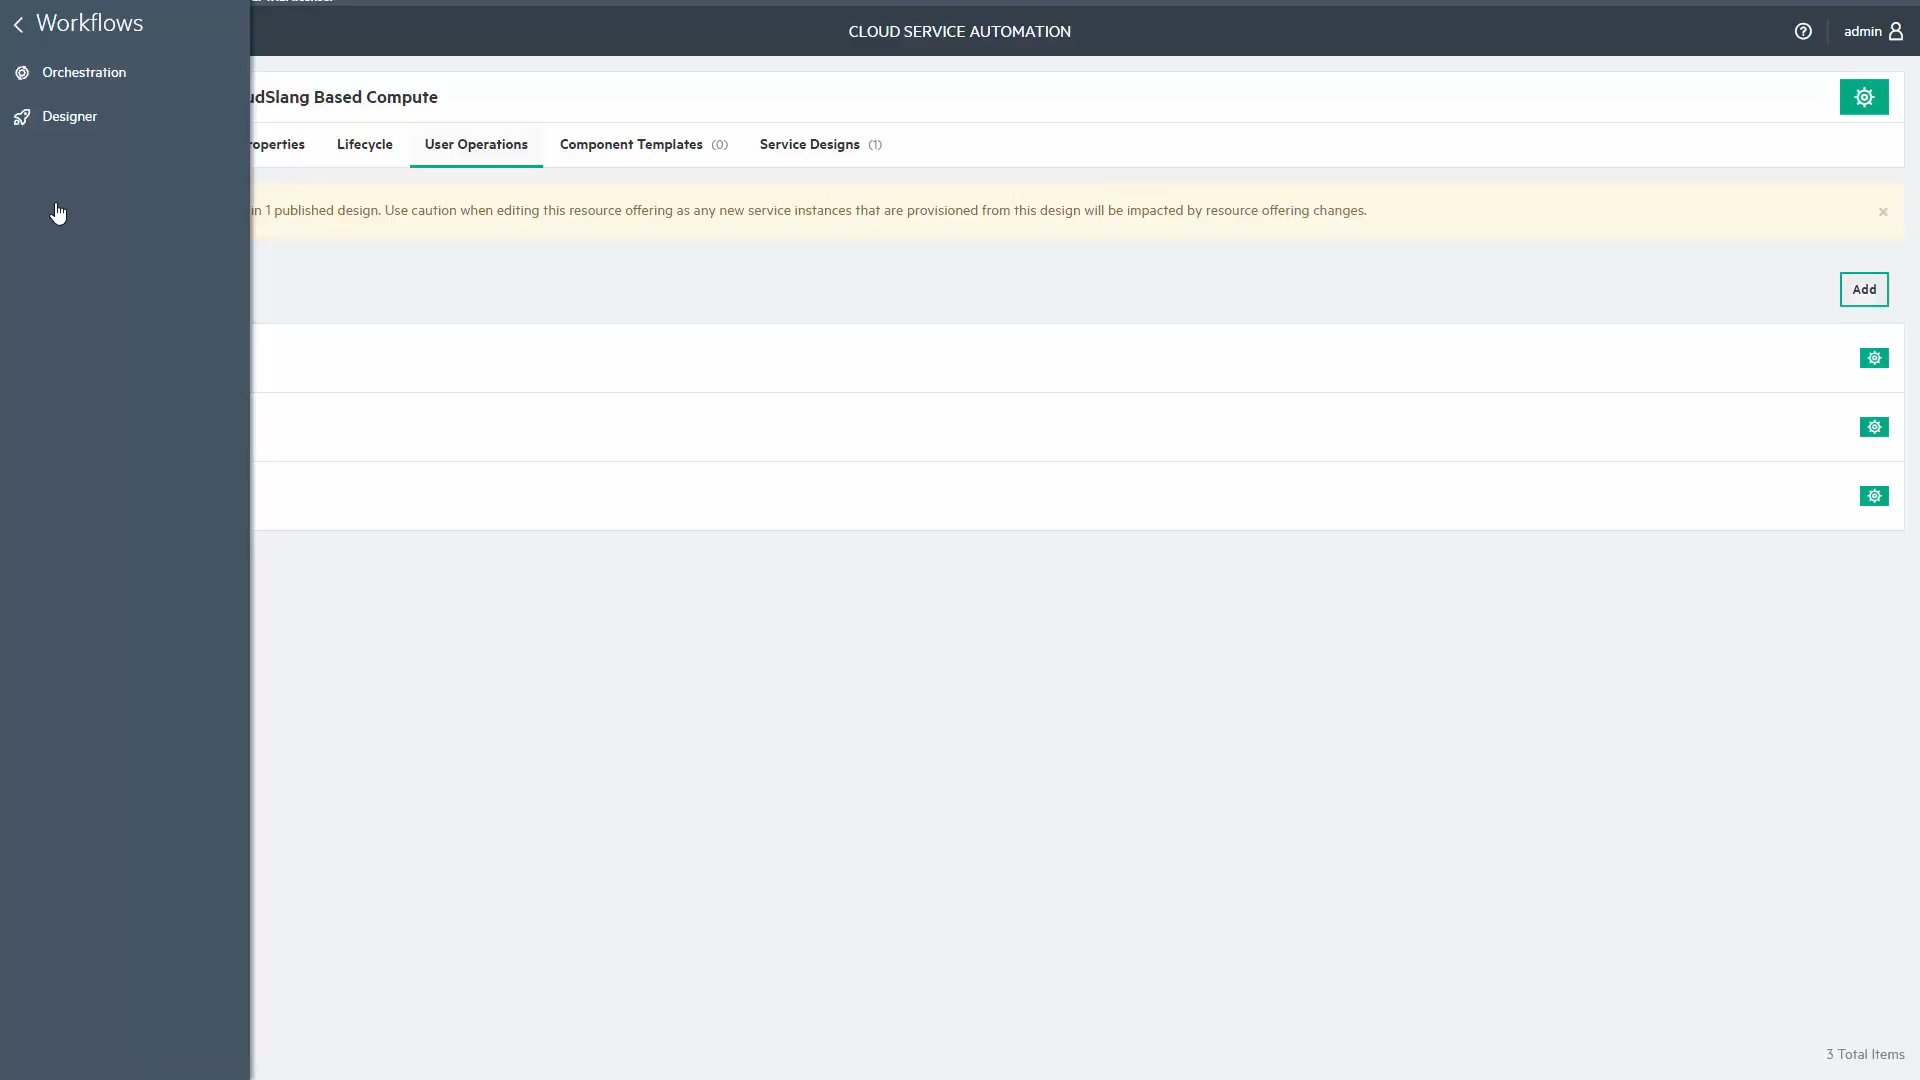 Workflows
CLOUD SERVICE AUTOMATION
admin
Orchestration
Designer
udSlang Based Compute
operties Lifecycle User Operations Component Templates (0) Service Designs (1)
in 1 published design. Use caution when editing this resource offering as any new service instances that are provisioned from this design will be impacted by resource offering changes.
Add
3 Total Items